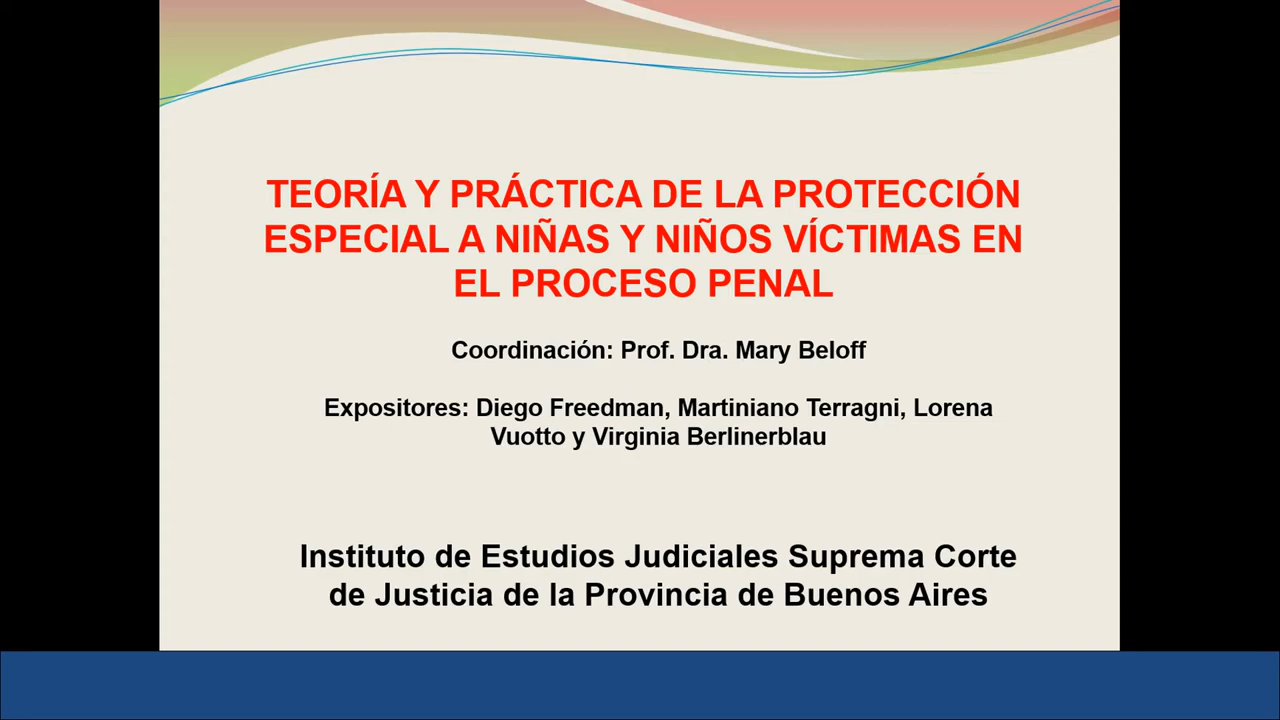 TEORÍA Y PRÁCTICA DE LA PROTECCIÓN
ESPECIAL A NIÑAS Y NIÑOS VÍCTIMAS EN
EL PROCESO PENAL
Coordinación: Prof. Dra. Mary Beloff
Expositores: Diego Freedman, Martiniano Terragni, Lorena
Vuotto y Virginia Berlinerblau
Instituto de Estudios Judiciales Suprema Corte
de Justicia de la Provincia de Buenos Aires